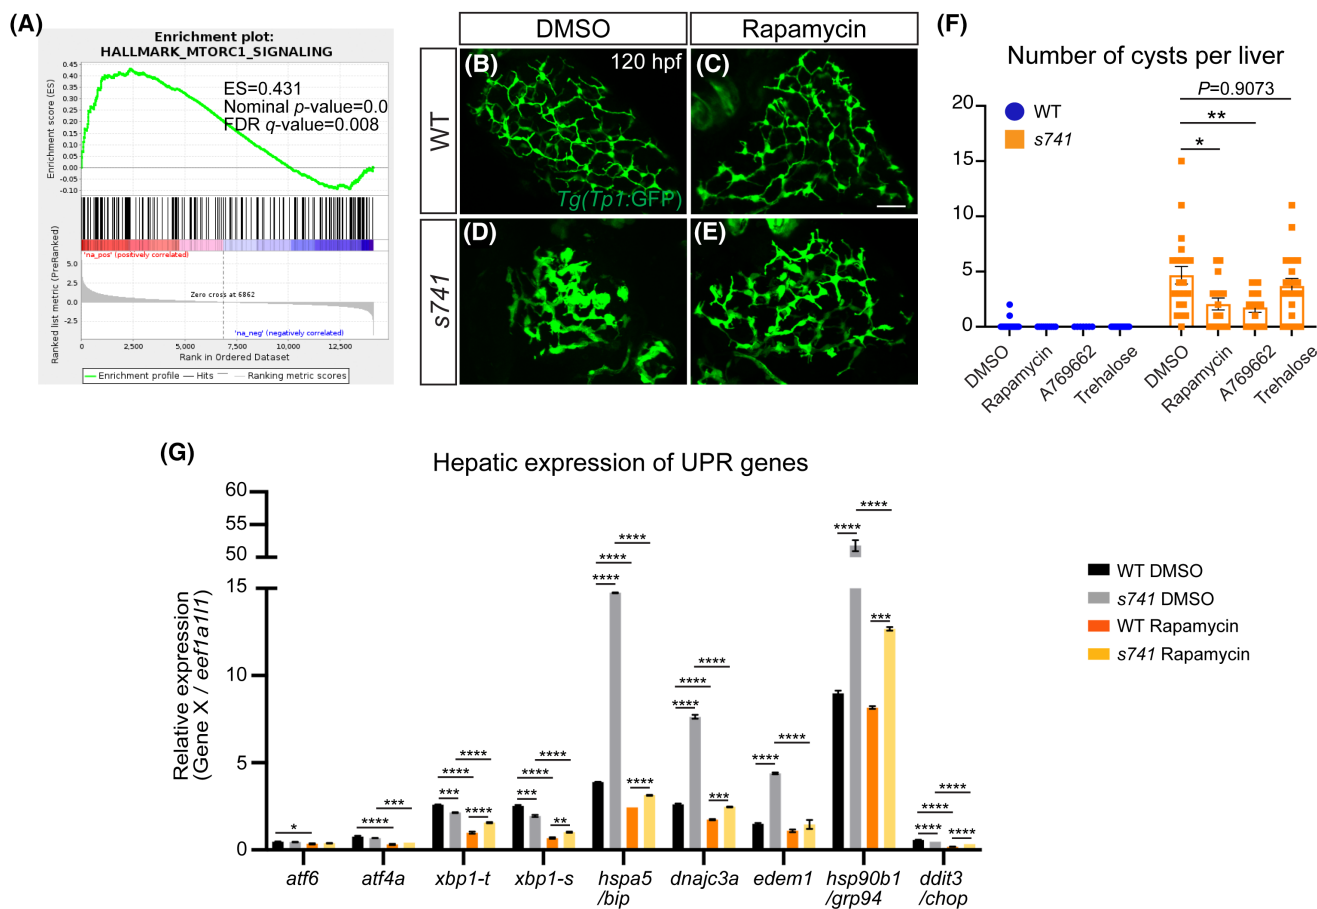 (A)
Enrichment plot:
HALLMARK_MTORC1_SIGNALING
Enrichment score (ES)
0.45
0.40
0.35
0.30
0.25
0.20
0.15
0.10
0.05
0.00
-0.05
-0.10
ES=0.431
Nominal p-value=0.0
FDR q-value=0.008
'na_pos' (positively correlated)
Ranked list metric (PreRanked)
5.0
2.5
0.0
-2.5
Zero cross at 6862
'na_neg' (negatively correlated)
0 2,500 5,000 7,500 10,000 12,500
Rank in Ordered Dataset
Enrichment profile Hits Ranking metric scores
DMSO Rapamycin
WT
s741
(B) 120 hpf
Tg(Tp1:GFP)
(C)
(D)
(E)
(F)
Number of cysts per liver
P=0.9073
WT
s741
**
*
20
15
10
5
0
DMSO Rapamycin A769662 Trehalose DMSO Rapamycin A769662 Trehalose
(G)
Hepatic expression of UPR genes
Relative expression
(Gene X / eef1a1l1)
60
55
50
15
10
5
0
*
**** ***
*** **** **** ****
*** **** ** ****
**** **** **** ****
**** **** *** ****
**** ****
**** *** ****
**** **** **** ****
atf6 atf4a xbp1-t xbp1-s hspa5 dnajc3a edem1 hsp90b1 ddit3
/bip /grp94 /chop
WT DMSO
s741 DMSO
WT Rapamycin
s741 Rapamycin